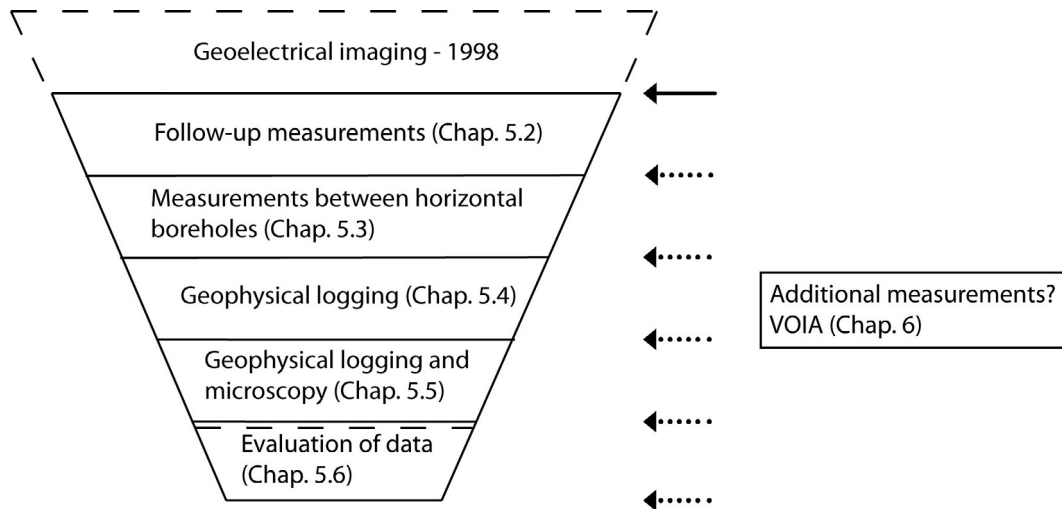 Geoelectrical imaging - 1998
Follow-up measurements (Chap. 5.2)
Measurements between horizontal
boreholes (Chap. 5.3)
Geophysical logging (Chap. 5.4)
Geophysical logging and
microscopy (Chap. 5.5)
Evaluation of data
(Chap. 5.6)
Additional measurements?
VOIA (Chap. 6)